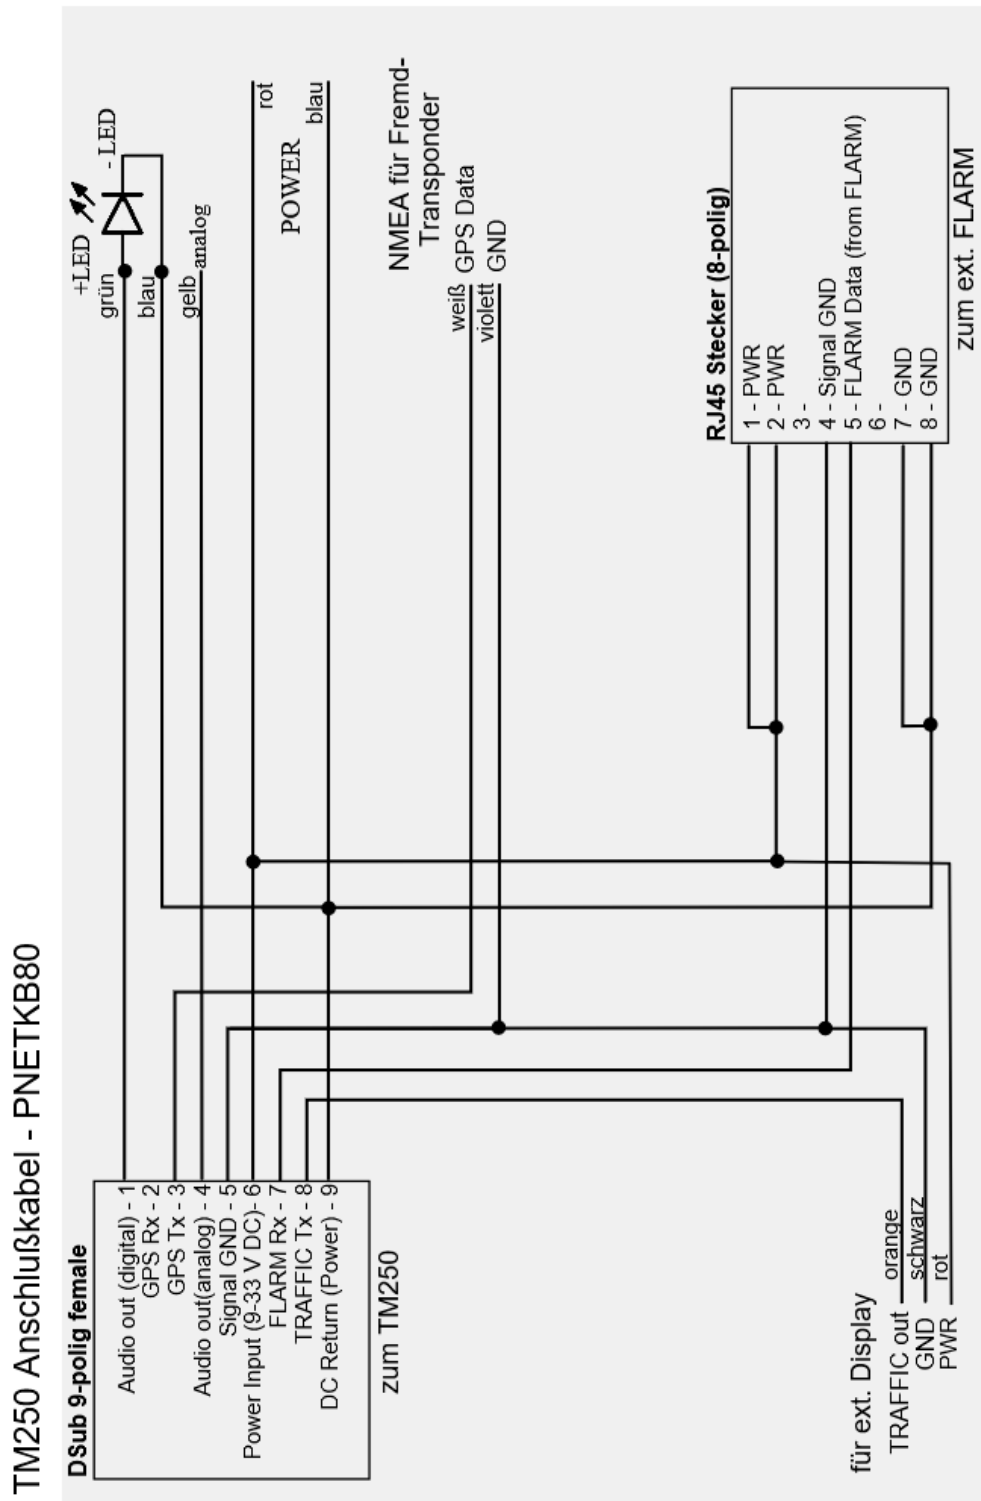 TM250 Anschlußkabel - PNETKB80
DSub 9-polig female
Audio out (digital) - 1
GPS Rx - 2
GPS Tx - 3
Audio out(analog) - 4
Signal GND - 5
Power Input (9-33 V DC)- 6
FLARM Rx - 7
TRAFFIC Tx - 8
DC Return (Power) - 9
zum TM250
+LED
- LED
grün
blau
gelb
analog
rot
POWER
blau
NMEA für Fremd-
Transponder
weiß GPS Data
violett GND
RJ45 Stecker (8-polig)
1 - PWR
2 - PWR
3 -
4 - Signal GND
5 - FLARM Data (from FLARM)
6 -
7 - GND
8 - GND
zum ext. FLARM
für ext. Display
TRAFFIC out orange
GND schwarz
PWR rot